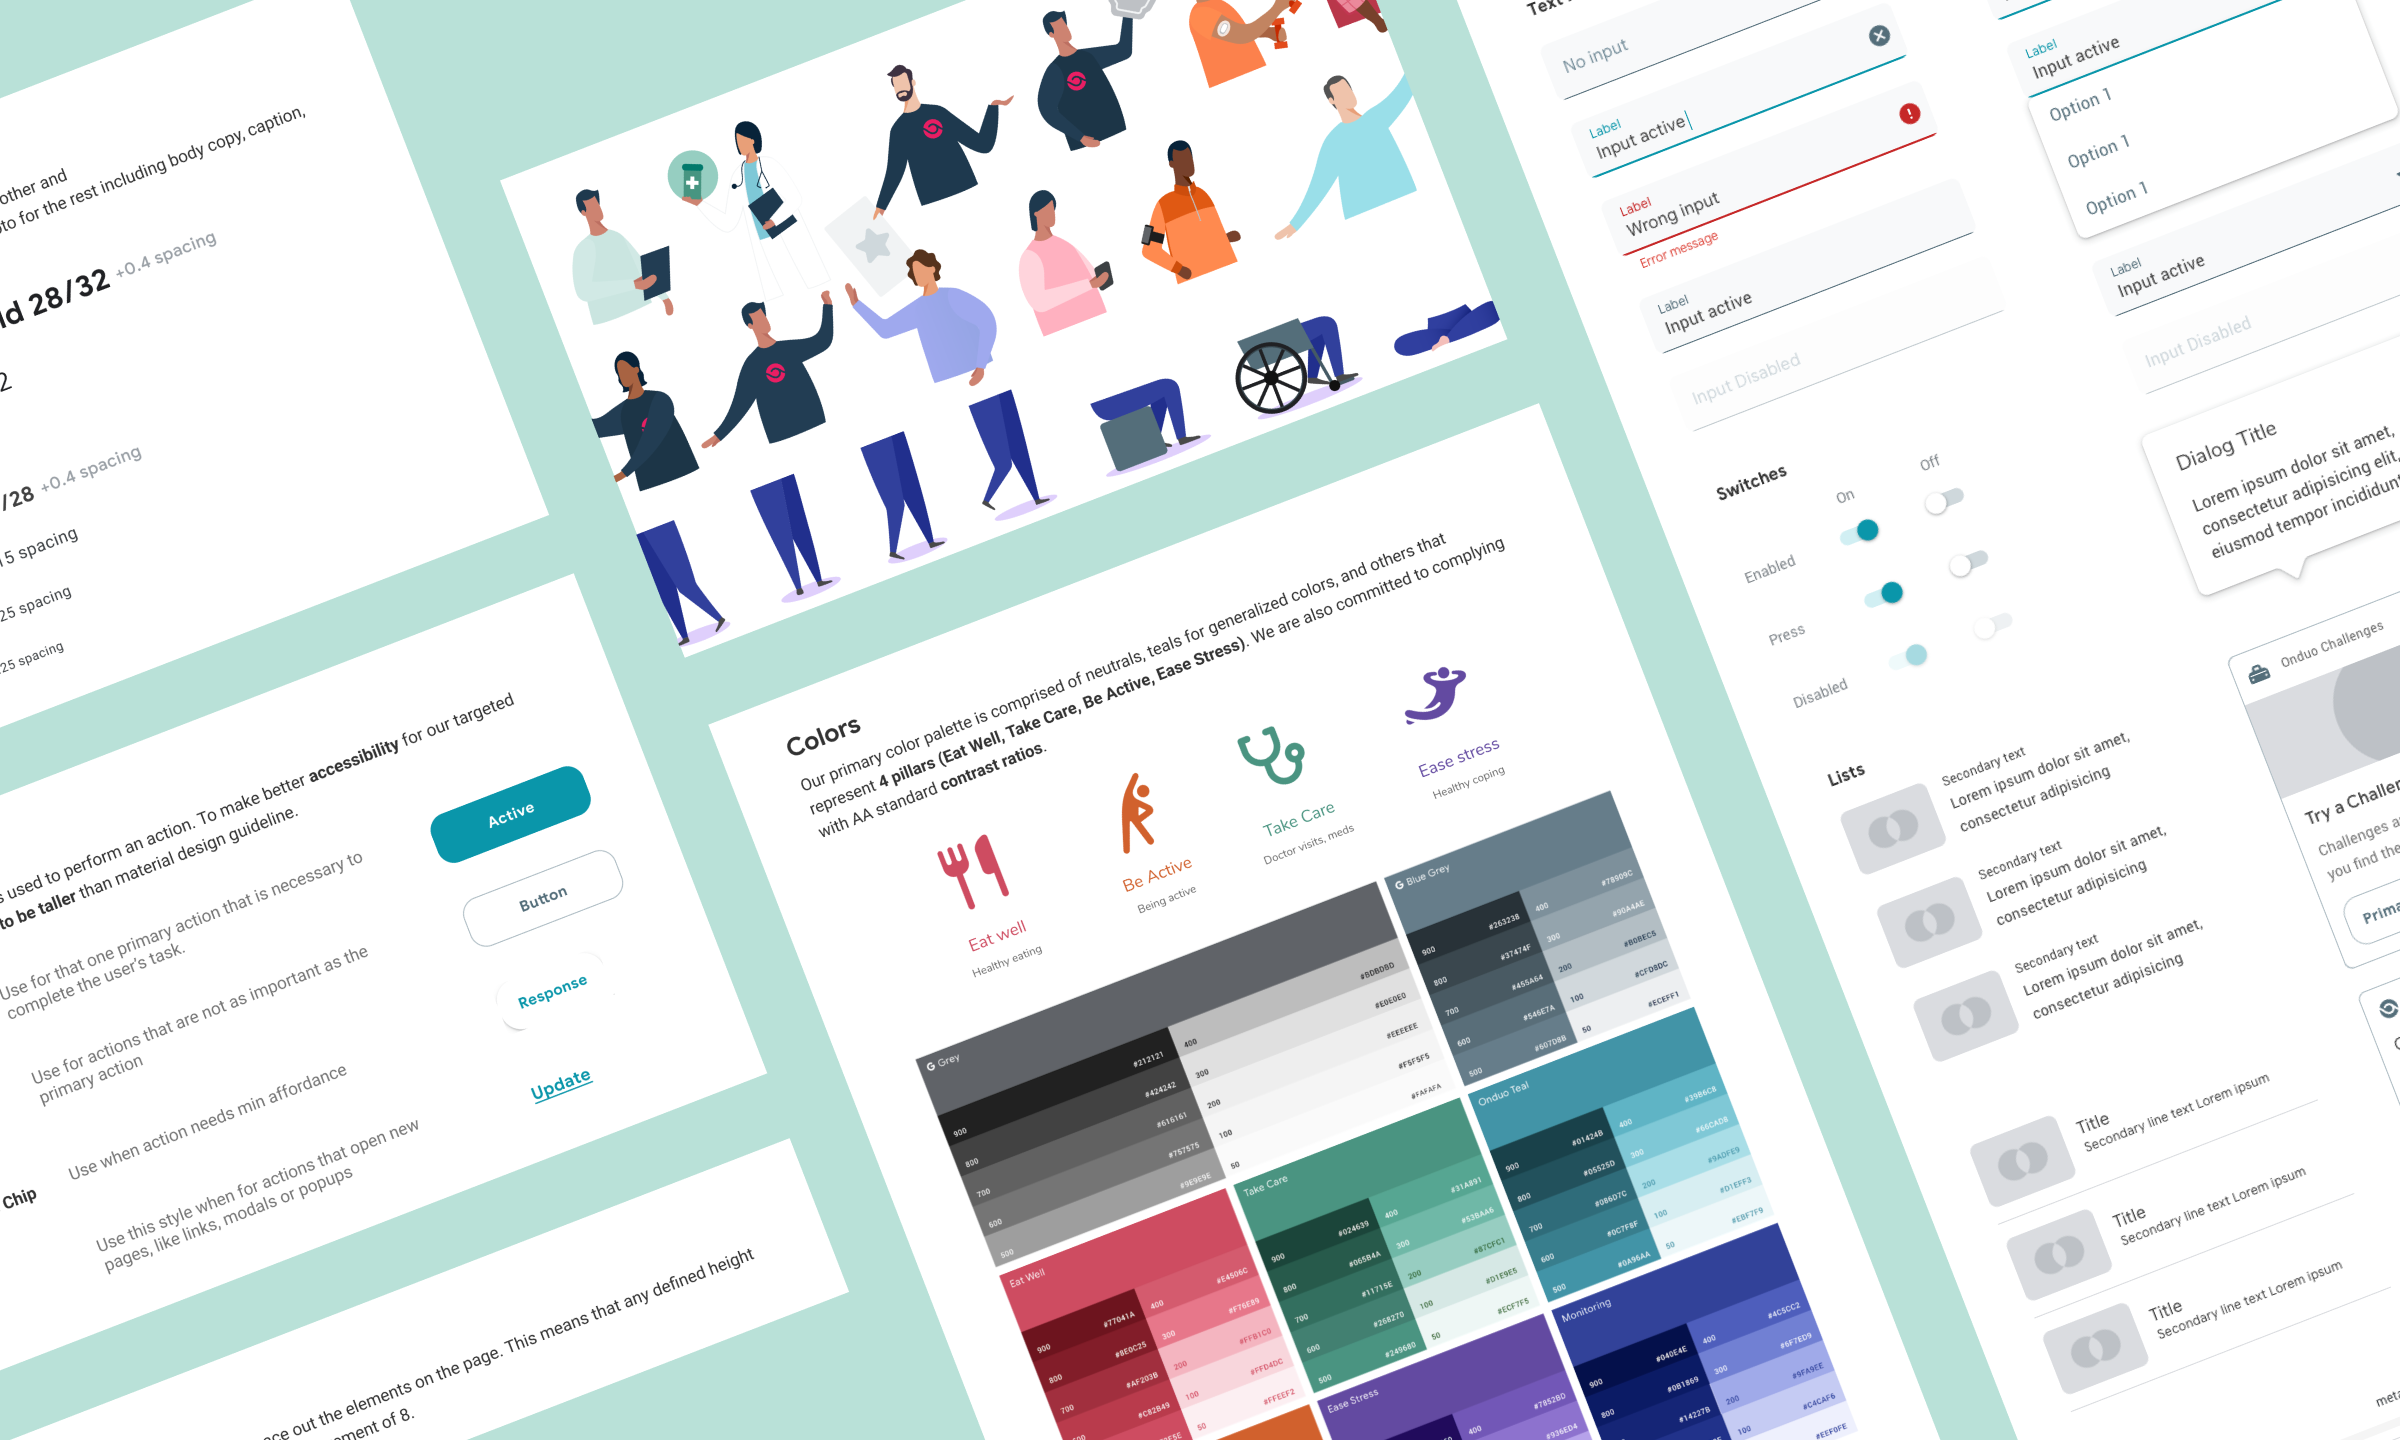 other and
oto for the rest including body copy, caption,
ld 28/32 +0.4 spacing
2
/28 +0.4 spacing
15 spacing
25 spacing
25 spacing
s used to perform an action. To make better accessibility for our targeted
to be taller than material design guideline.
Use for that one primary action that is necessary to
complete the user's task.
Use for actions that are not as important as the
primary action
Use when action needs min affordance
Chip
Use this style when for actions that open new
pages, like links, modals or popups
Active
Button
Response
Update
ace out the elements on the page. This means that any defined height
ement of 8.
Colors
Our primary color palette is comprised of neutrals, teals for generalized colors, and others that
represent 4 pillars (Eat Well, Take Care, Be Active, Ease Stress). We are also committed to complying
with AA standard contrast ratios.
Eat well
Healthy eating
Be Active
Being active
Take Care
Doctor visits, meds
Ease stress
Healthy coping
G Grey
900 #212121
800 #424242
700 #616161
600 #757575
500 #9E9E9E
400 #BDBDBD
300 #E0E0E0
200 #EEEEEE
100 #F5F5F5
50 #FAFAFA
G Blue Grey
900 #263238
800 #37474F
700 #455A64
600 #546E7A
500 #607D8B
400 #78909C
300 #90A4AE
200 #B0BEC5
100 #CFD8DC
50 #ECEFF1
Eat Well
900 #77041A
800 #8E0C25
700 #AF203B
600 #C82B49
400 #E4506C
300 #F76E89
200 #FFB1C0
100 #FFD4DC
50 #FFEEF2
Take Care
900 #024639
800 #065B4A
700 #11715E
600 #268270
500 #249680
400 #31A891
300 #53BAA6
200 #87CFC1
100 #D1E9E5
50 #ECF7F5
Onduo Teal
900 #01424B
800 #05525D
700 #086D7C
600 #0C7F8F
500 #0A96AA
400 #39B6C8
300 #66CAD8
200 #9ADFE9
100 #D1EFF3
50 #EBF7F9
Ease Stress
400 #7852BD
#936ED4
Monitoring
900 #040E4E
800 #0B1869
700 #14227B
400 #4C5CC2
300 #6F7ED9
200 #9FA9EE
100 #C4CAF6
#EEF0FE
Text
No input
Label
Input active
Label
Wrong input
Error message
Label
Input active
Input Disabled
Label
Input active
Option 1
Option 1
Option 1
Label
Input active
Input Disabled
Switches
On
Off
Enabled
Press
Disabled
Dialog Title
Lorem ipsum dolor sit amet,
consectetur adipisicing elit,
eiusmod tempor incididunt
Onduo Challenges
Try a Challen
Challenges a
you find the
Prima
Lists
Secondary text
Lorem ipsum dolor sit amet,
consectetur adipisicing
Secondary text
Lorem ipsum dolor sit amet,
consectetur adipisicing
Secondary text
Lorem ipsum dolor sit amet,
consectetur adipisicing
Title
Secondary line text Lorem ipsum
Title
Secondary line text Lorem ipsum
Title
Secondary line text Lorem ipsum
meta